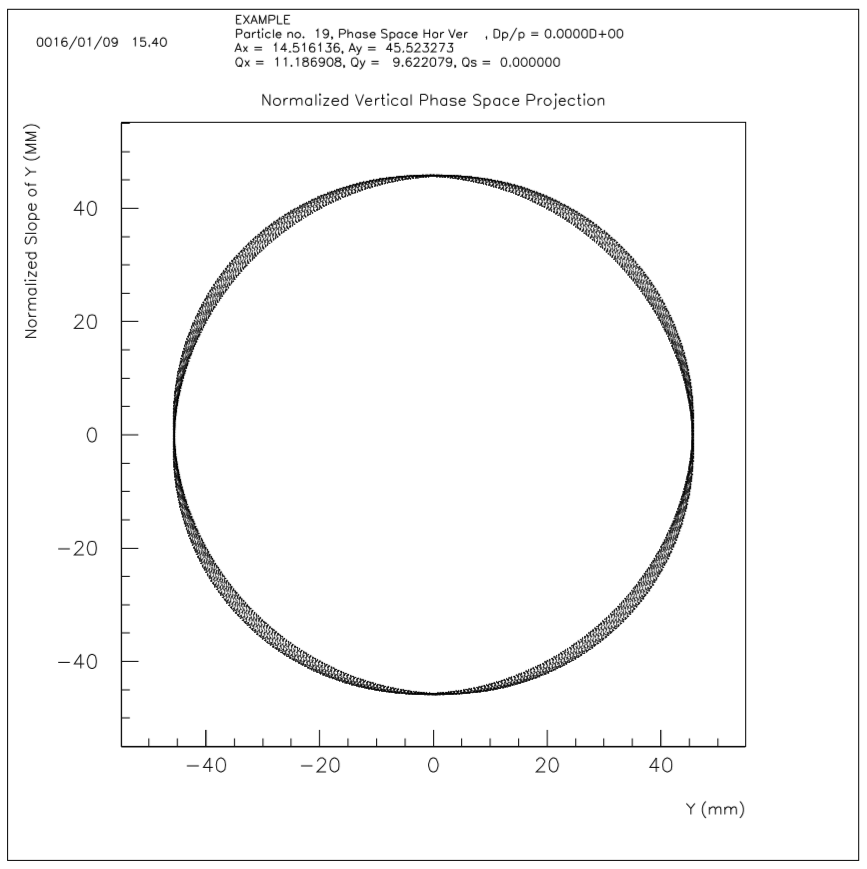 EXAMPLE
0016/01/09 15.40
Particle no. 19, Phase Space Hor Ver , Dp/p = 0.0000D+00
Ax = 14.516136, Ay = 45.523273
Qx = 11.186908, Qy = 9.622079, Qs = 0.000000
Normalized Vertical Phase Space Projection
Normalized Slope of Y (MM)
40
20
0
−20
−40
−40 −20 0 20 40
Y (mm)